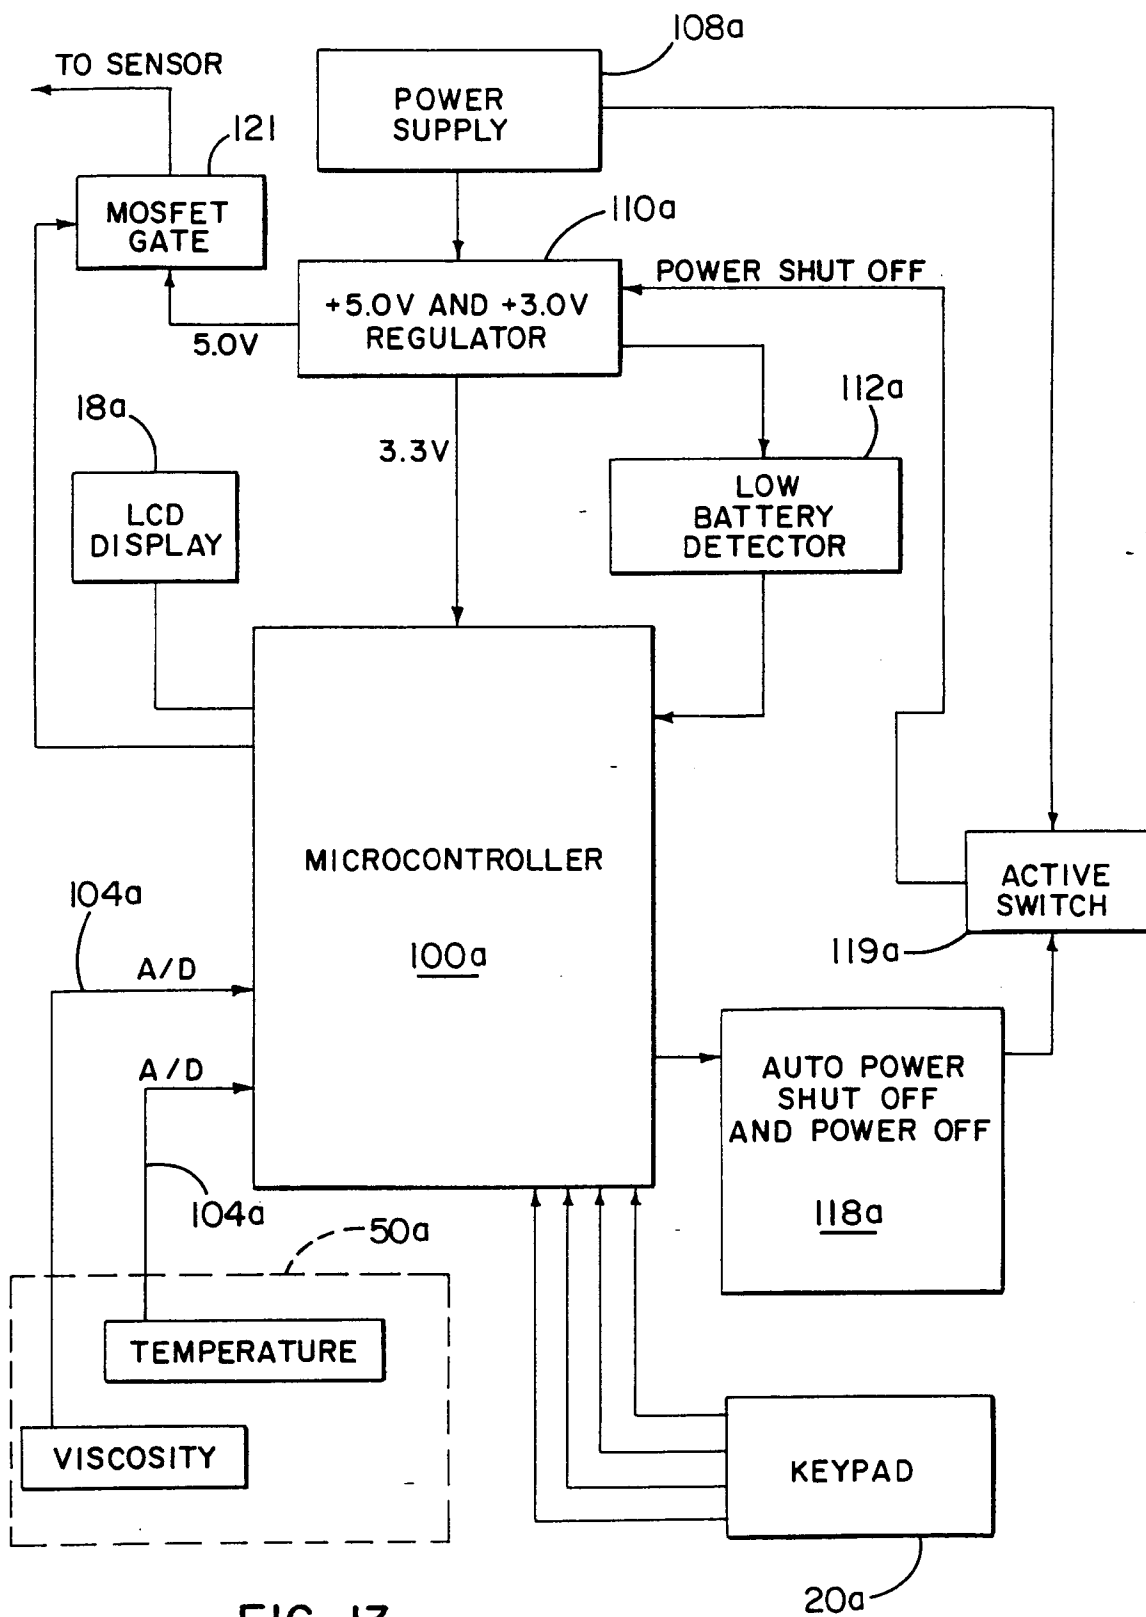 108a
TO SENSOR
POWER
SUPPLY
121
MOSFET
GATE
110a
POWER SHUT OFF
+5.0V AND +3.0V
REGULATOR
5.0V
18a
112a
3.3V
LCD
DISPLAY
LOW
BATTERY
DETECTOR
MICROCONTROLLER
100a
ACTIVE
SWITCH
119a
104a
A/D
A/D
104a
AUTO POWER
SHUT OFF
AND POWER OFF
118a
50a
TEMPERATURE
VISCOSITY
KEYPAD
20a